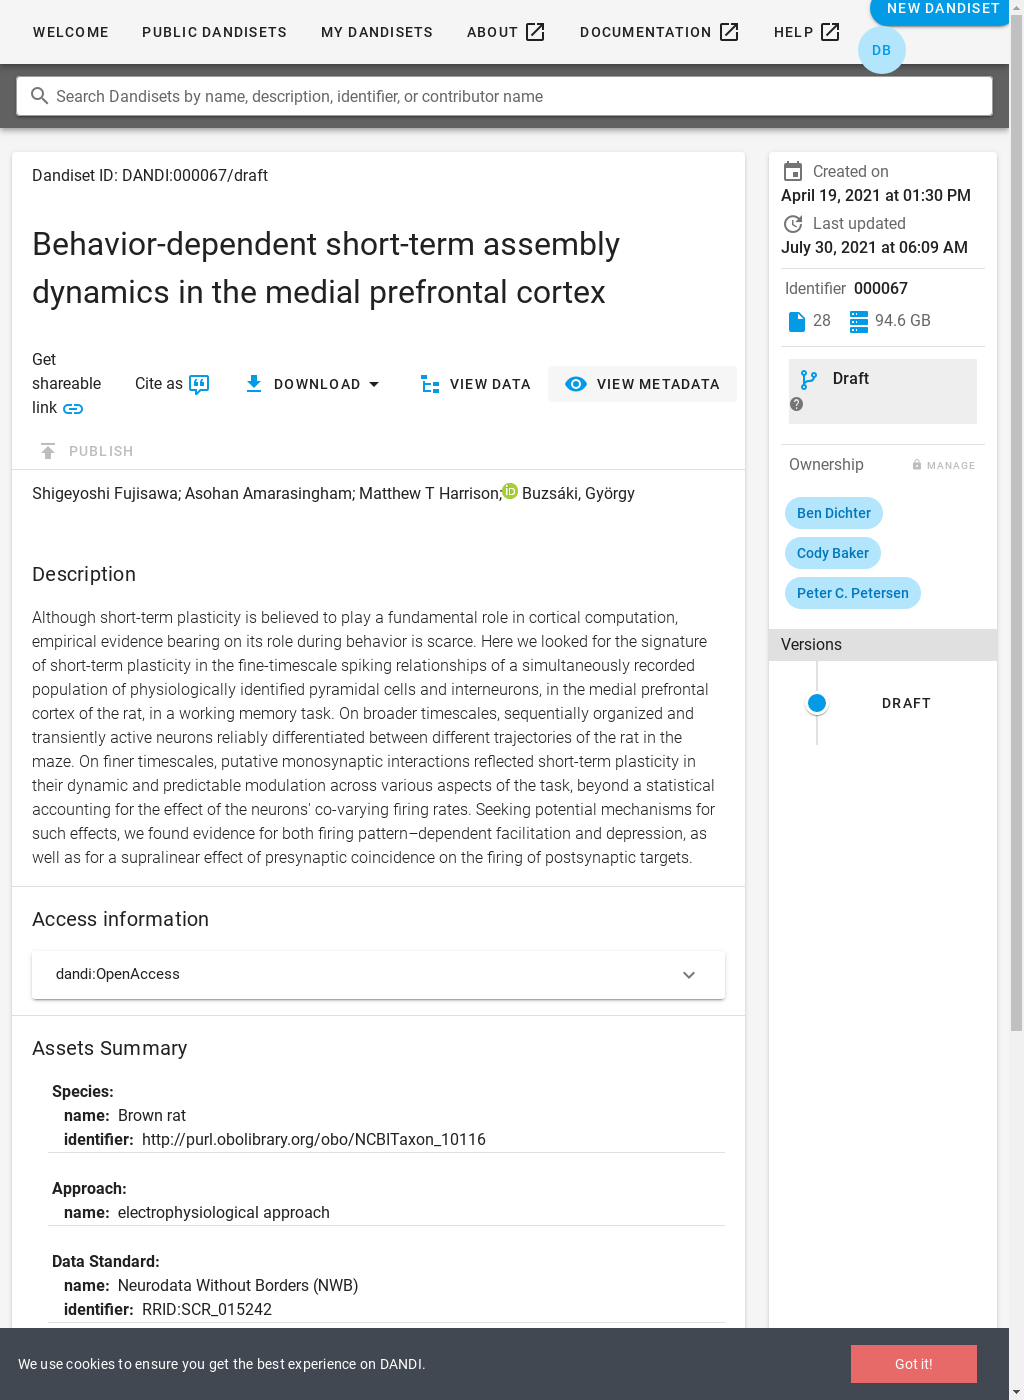 WELCOME PUBLIC DANDISETS MY DANDISETS ABOUT DOCUMENTATION HELP NEW DANDISET
DB
Search Dandisets by name, description, identifier, or contributor name
Dandiset ID: DANDI:000067/draft
Behavior-dependent short-term assembly
dynamics in the medial prefrontal cortex
Get
shareable
link
Cite as
DOWNLOAD
VIEW DATA
VIEW METADATA
PUBLISH
Shigeyoshi Fujisawa; Asohan Amarasingham; Matthew T Harrison; iD Buzsáki, György
Description
Although short-term plasticity is believed to play a fundamental role in cortical computation,
empirical evidence bearing on its role during behavior is scarce. Here we looked for the signature
of short-term plasticity in the fine-timescale spiking relationships of a simultaneously recorded
population of physiologically identified pyramidal cells and interneurons, in the medial prefrontal
cortex of the rat, in a working memory task. On broader timescales, sequentially organized and
transiently active neurons reliably differentiated between different trajectories of the rat in the
maze. On finer timescales, putative monosynaptic interactions reflected short-term plasticity in
their dynamic and predictable modulation across various aspects of the task, beyond a statistical
accounting for the effect of the neurons' co-varying firing rates. Seeking potential mechanisms for
such effects, we found evidence for both firing pattern–dependent facilitation and depression, as
well as for a supralinear effect of presynaptic coincidence on the firing of postsynaptic targets.
Access information
dandi:OpenAccess
Assets Summary
Species:
name: Brown rat
identifier: http://purl.obolibrary.org/obo/NCBITaxon_10116
Approach:
name: electrophysiological approach
Data Standard:
name: Neurodata Without Borders (NWB)
identifier: RRID:SCR_015242
Created on
April 19, 2021 at 01:30 PM
Last updated
July 30, 2021 at 06:09 AM
Identifier 000067
28 94.6 GB
Draft
?
Ownership MANAGE
Ben Dichter
Cody Baker
Peter C. Petersen
Versions
DRAFT
We use cookies to ensure you get the best experience on DANDI.
Got it!